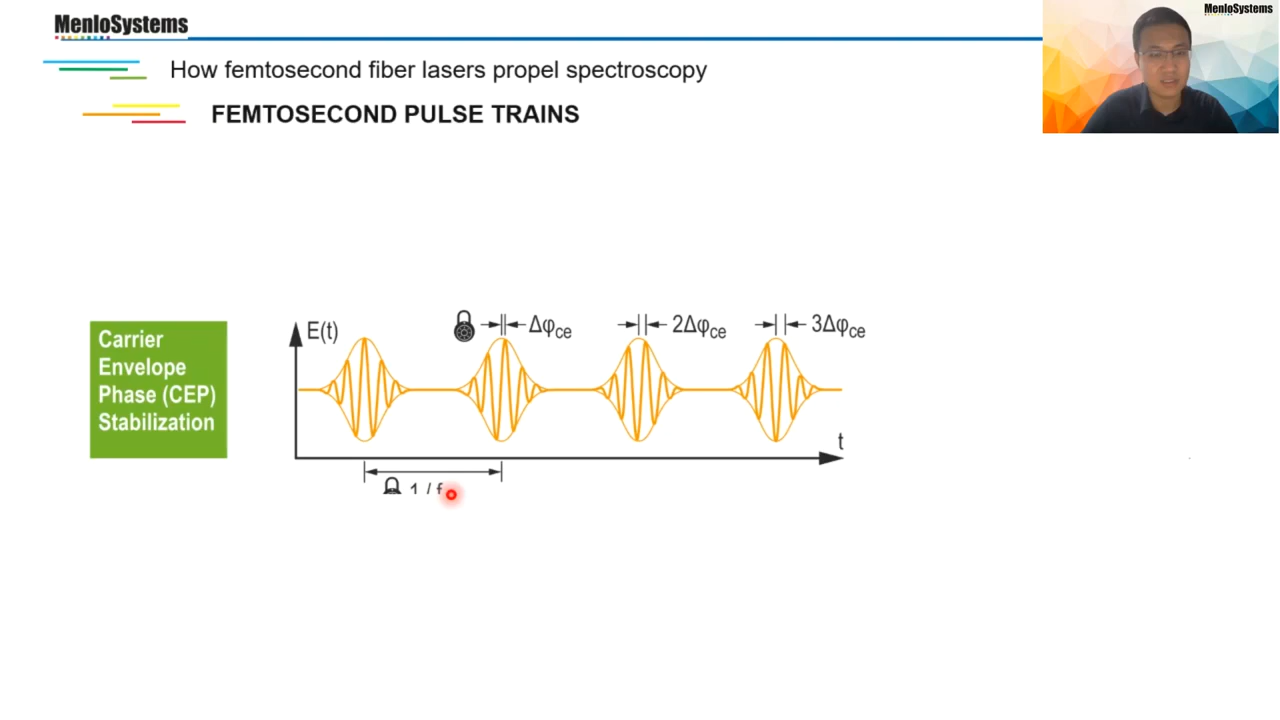 MenloSystems
MenloSystems
How femtosecond fiber lasers propel spectroscopy
FEMTOSECOND PULSE TRAINS
Carrier
Envelope
Phase (CEP)
Stabilization
E(t)
Δφce
2Δφce
3Δφce
t
1 / f